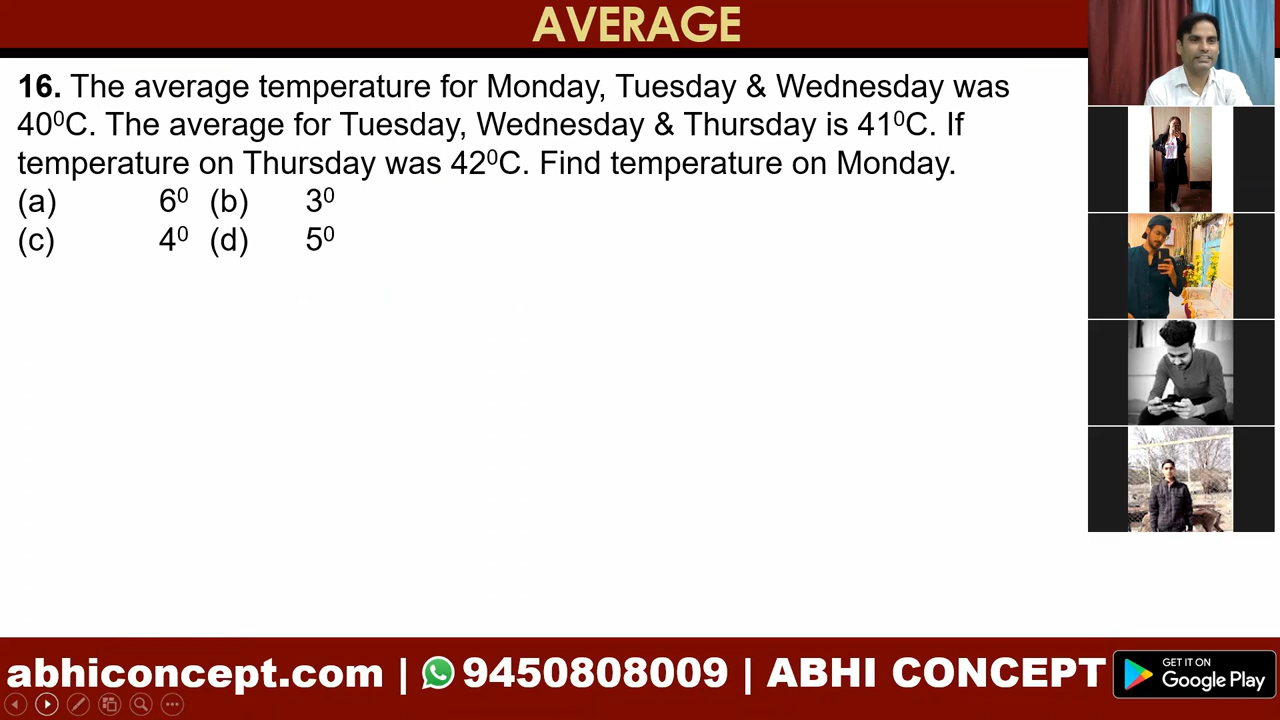 AVERAGE
16. The average temperature for Monday, Tuesday & Wednesday was
40⁰C. The average for Tuesday, Wednesday & Thursday is 41⁰C. If
temperature on Thursday was 42⁰C. Find temperature on Monday.
(a) 6⁰ (b) 3⁰
(c) 4⁰ (d) 5⁰
abhiconcept.com | 9450808009 | ABHI CONCEPT
GET IT ON
Google Play